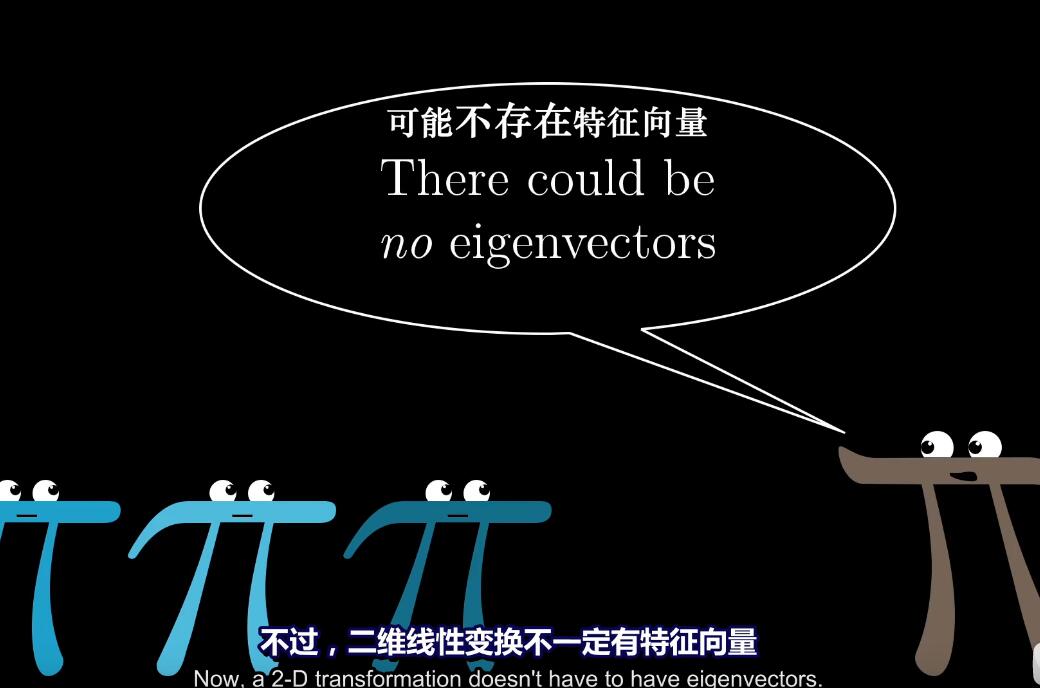 可能不存在特征向量
There could be
no eigenvectors
不过，二维线性变换不一定有特征向量
Now, a 2-D transformation doesn't have to have eigenvectors.